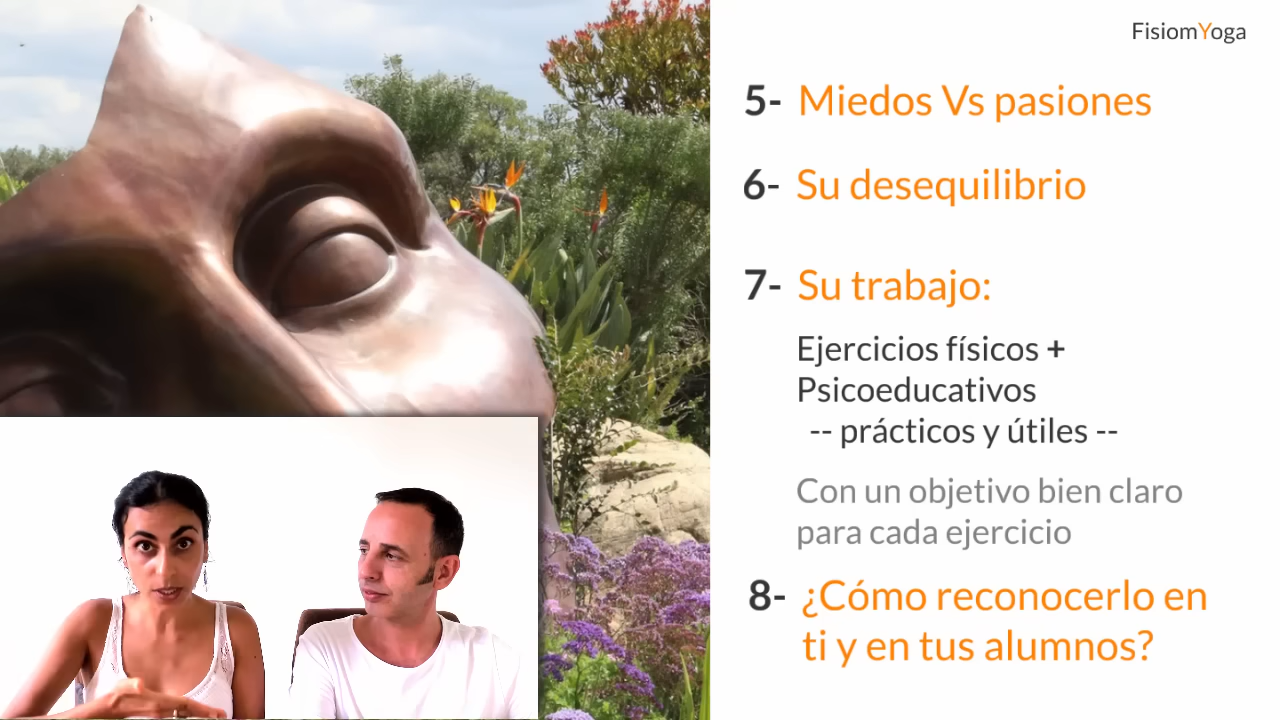 FisiomYoga
5- Miedos Vs pasiones
6- Su desequilibrio
7- Su trabajo:
Ejercicios físicos +
Psicoeducativos
-- prácticos y útiles --
Con un objetivo bien claro
para cada ejercicio
8- ¿Cómo reconocerlo en
ti y en tus alumnos?